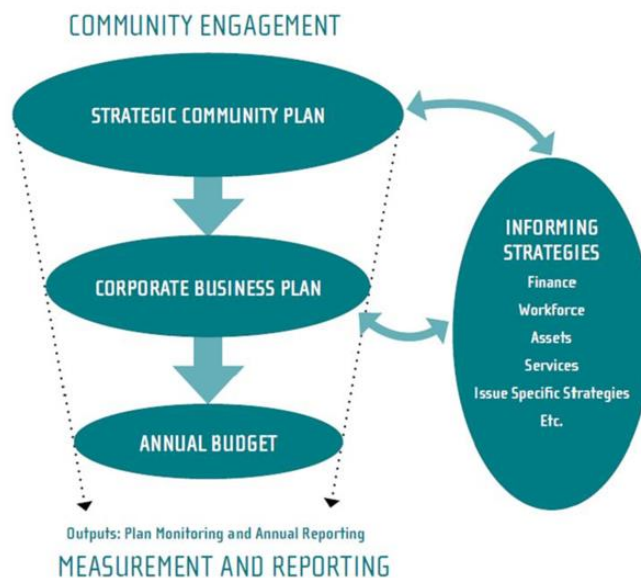 COMMUNITY ENGAGEMENT
STRATEGIC COMMUNITY PLAN
CORPORATE BUSINESS PLAN
ANNUAL BUDGET
INFORMING
STRATEGIES
Finance
Workforce
Assets
Services
Issue Specific Strategies
Etc.
Outputs: Plan Monitoring and Annual Reporting
MEASUREMENT AND REPORTING